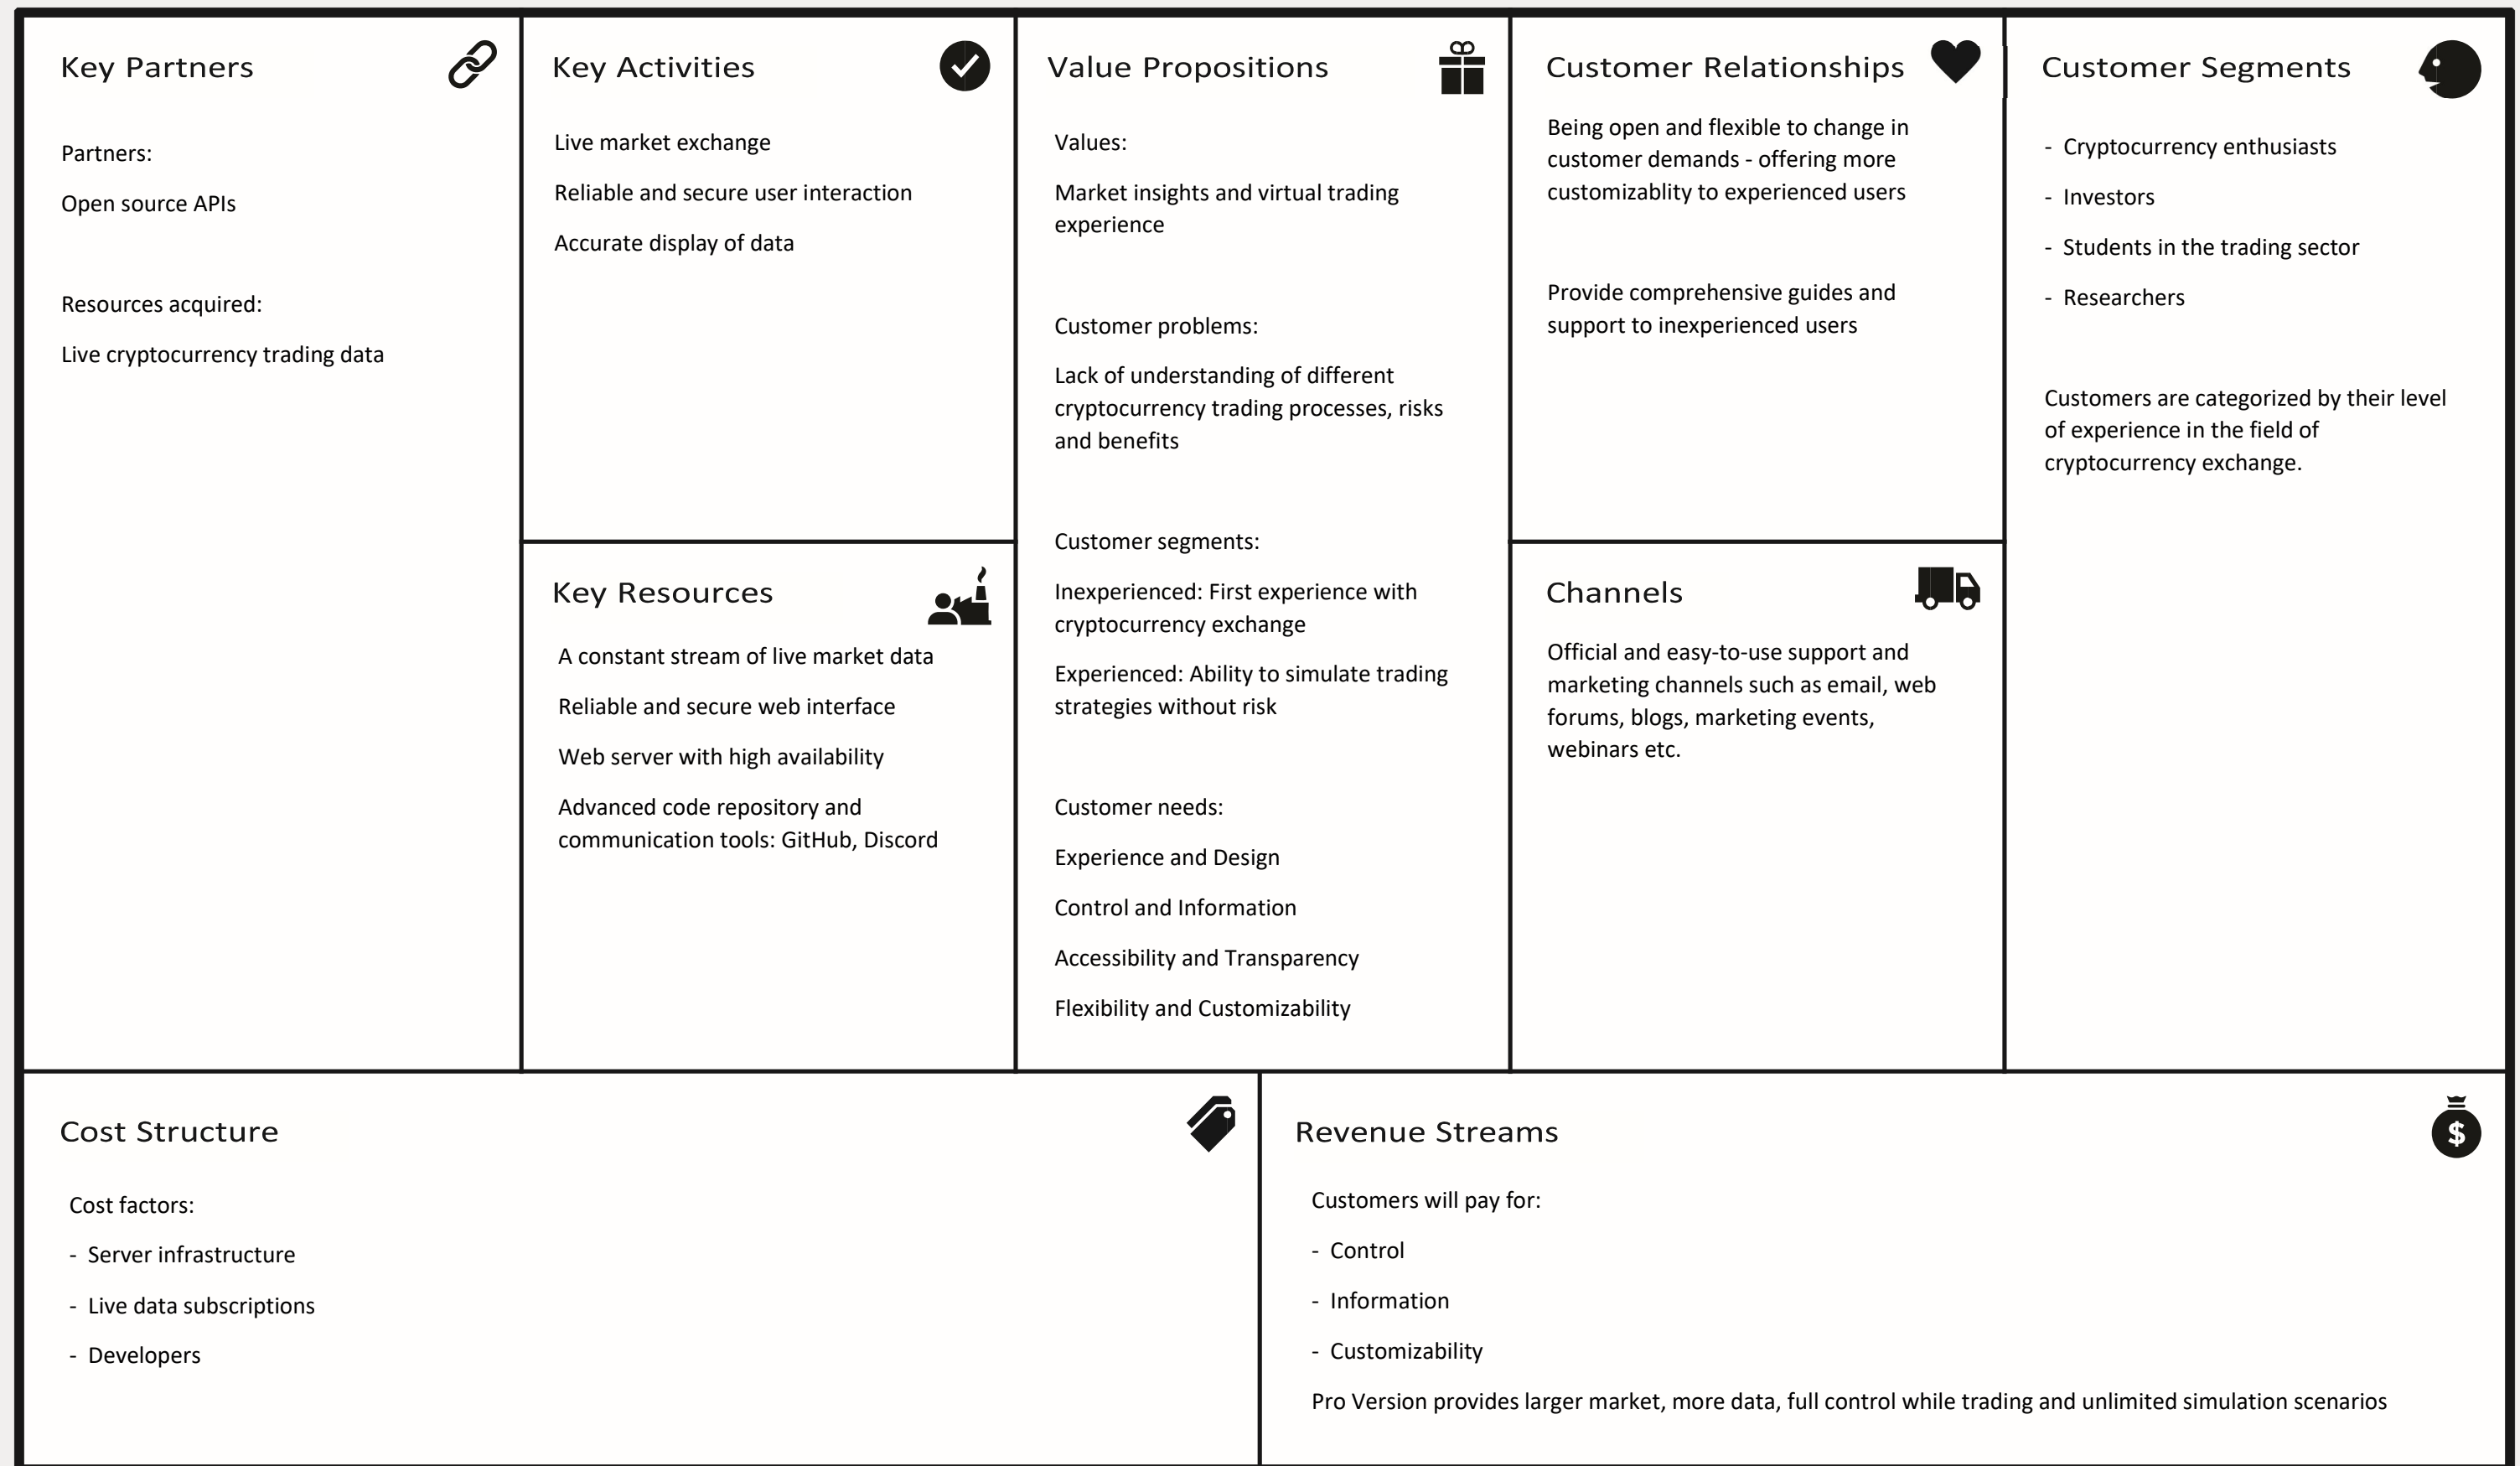 Key Partners
Partners:
Open source APIs
Resources acquired:
Live cryptocurrency trading data
Key Activities
Live market exchange
Reliable and secure user interaction
Accurate display of data
Key Resources
A constant stream of live market data
Reliable and secure web interface
Web server with high availability
Advanced code repository and
communication tools: GitHub, Discord
Value Propositions
Values:
Market insights and virtual trading
experience
Customer problems:
Lack of understanding of different
cryptocurrency trading processes, risks
and benefits
Customer segments:
Inexperienced: First experience with
cryptocurrency exchange
Experienced: Ability to simulate trading
strategies without risk
Customer needs:
Experience and Design
Control and Information
Accessibility and Transparency
Flexibility and Customizability
Customer Relationships
Being open and flexible to change in
customer demands - offering more
customizablity to experienced users
Provide comprehensive guides and
support to inexperienced users
Channels
Official and easy-to-use support and
marketing channels such as email, web
forums, blogs, marketing events,
webinars etc.
Customer Segments
- Cryptocurrency enthusiasts
- Investors
- Students in the trading sector
- Researchers
Customers are categorized by their level
of experience in the field of
cryptocurrency exchange.
Cost Structure
Cost factors:
- Server infrastructure
- Live data subscriptions
- Developers
Revenue Streams
$
Customers will pay for:
- Control
- Information
- Customizability
Pro Version provides larger market, more data, full control while trading and unlimited simulation scenarios